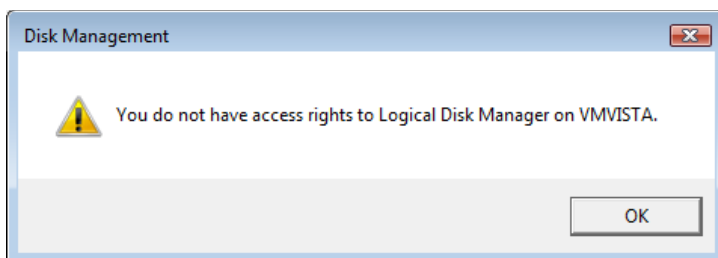 Disk Management
You do not have access rights to Logical Disk Manager on VMVISTA.
OK